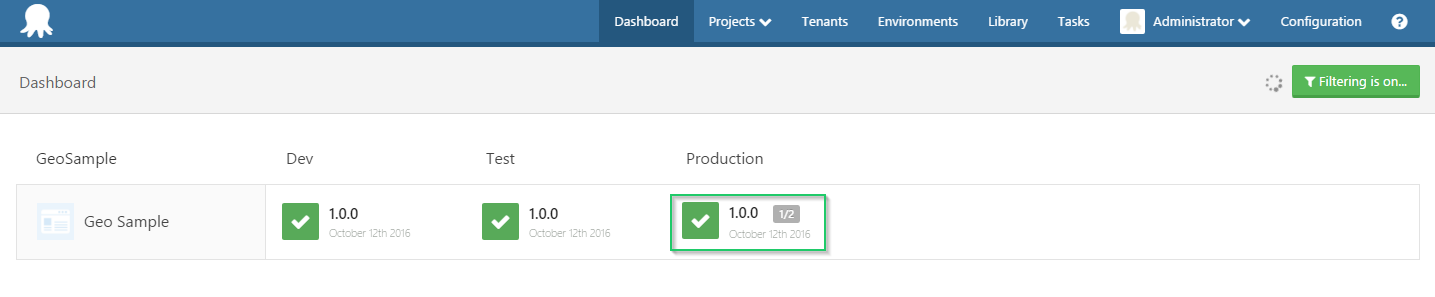 Dashboard Projects Tenants Environments Library Tasks Administrator Configuration ?
Dashboard Filtering is on...
GeoSample Dev Test Production
Geo Sample 1.0.0 1.0.0 1.0.0 1/2
October 12th 2016 October 12th 2016 October 12th 2016